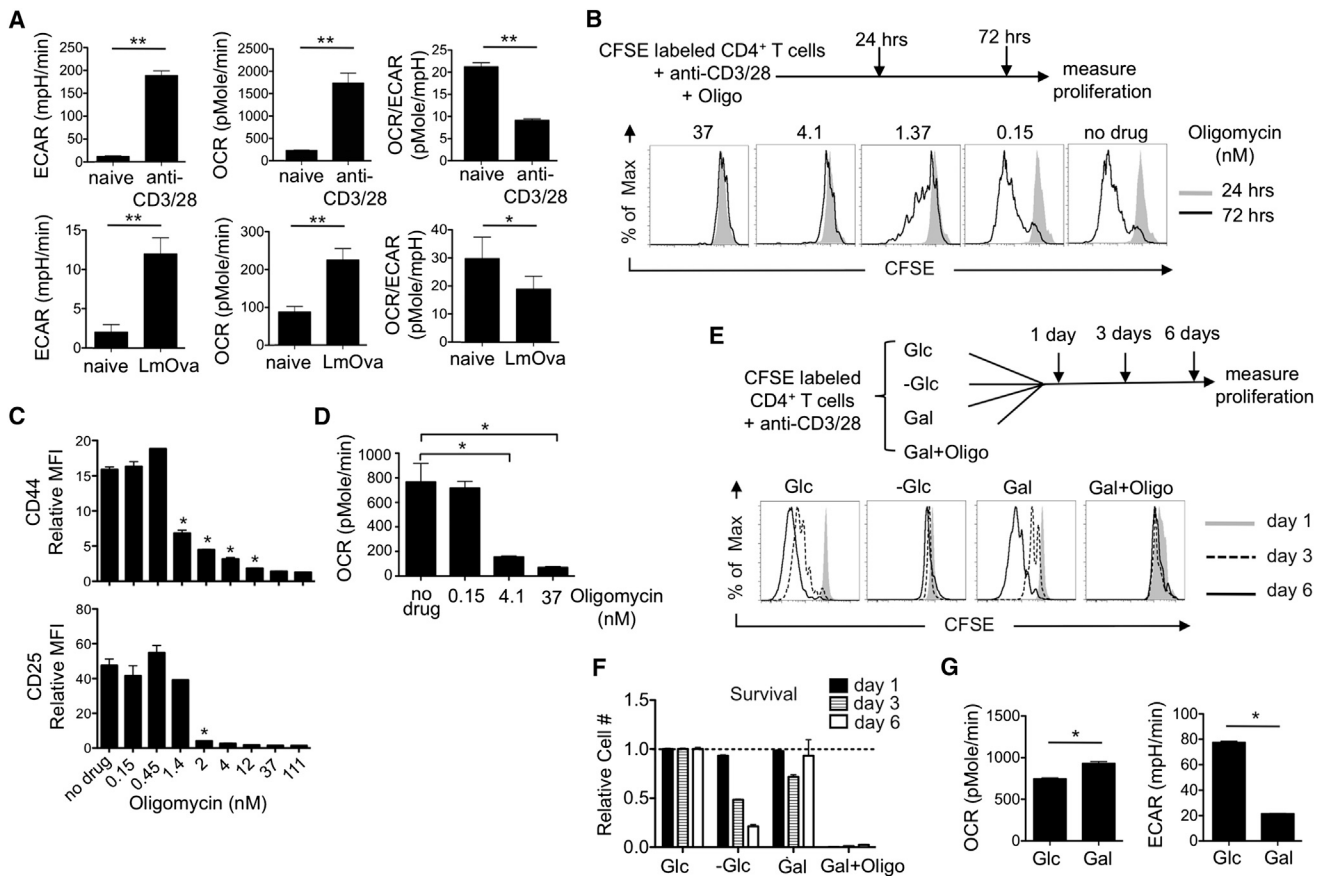 A
ECAR (mpH/min)
250
200
150
100
50
0
**
naive
anti-
CD3/28
OCR (pMole/min)
2500
2000
1500
1000
500
0
**
naive
anti-
CD3/28
OCR/ECAR
(pMole/mpH)
25
20
15
10
5
0
**
naive
anti-
CD3/28
ECAR (mpH/min)
15
10
5
0
**
naive
LmOva
OCR (pMole/min)
300
200
100
0
**
naive
LmOva
OCR/ECAR
(pMole/mpH)
40
30
20
10
0
*
naive
LmOva
B
CFSE labeled CD4+ T cells
+ anti-CD3/28
+ Oligo
24 hrs
72 hrs
measure
proliferation
37
4.1
1.37
0.15
no drug
Oligomycin
(nM)
24 hrs
72 hrs
% of Max
CFSE
C
CD44
Relative MFI
20
15
10
5
0
*
*
*
*
CD25
Relative MFI
60
40
20
0
*
no drug
0.15
0.45
1.4
2
4
12
37
111
Oligomycin (nM)
D
OCR (pMole/min)
1000
800
600
400
200
0
*
*
no
drug
0.15
4.1
37
Oligomycin
(nM)
E
CFSE labeled
CD4+ T cells
+ anti-CD3/28
Glc
-Glc
Gal
Gal+Oligo
1 day
3 days
6 days
measure
proliferation
Glc
-Glc
Gal
Gal+Oligo
% of Max
CFSE
day 1
day 3
day 6
F
Survival
day 1
day 3
day 6
Relative Cell #
1.5
1.0
0.5
0.0
Glc
-Glc
Gal
Gal+Oligo
G
OCR (pMole/min)
1500
1000
500
0
*
Glc
Gal
ECAR (mpH/min)
100
80
60
40
20
0
*
Glc
Gal